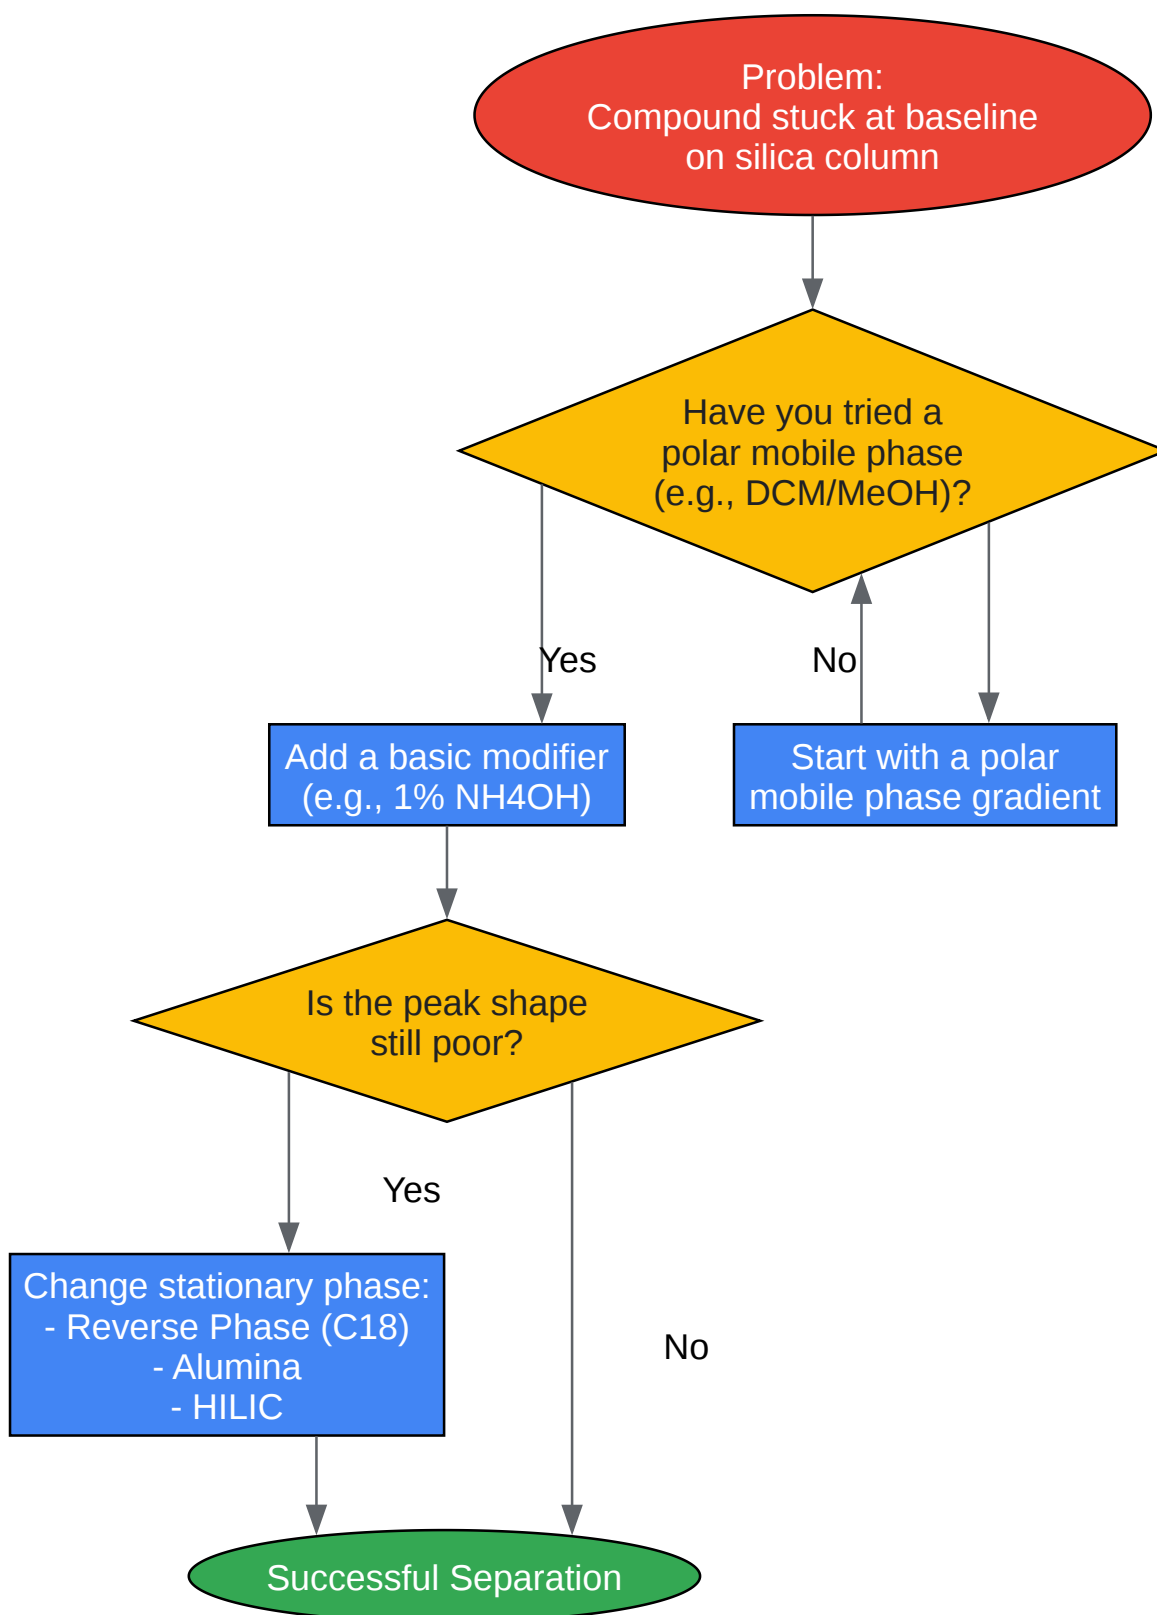 Problem:
Compound stuck at baseline
on silica column
Have you tried a
polar mobile phase
(e.g., DCM/MeOH)?
Yes
No
Add a basic modifier
(e.g., 1% NH4OH)
Start with a polar
mobile phase gradient
Is the peak shape
still poor?
Yes
Change stationary phase:
- Reverse Phase (C18)
- Alumina
- HILIC
No
Successful Separation